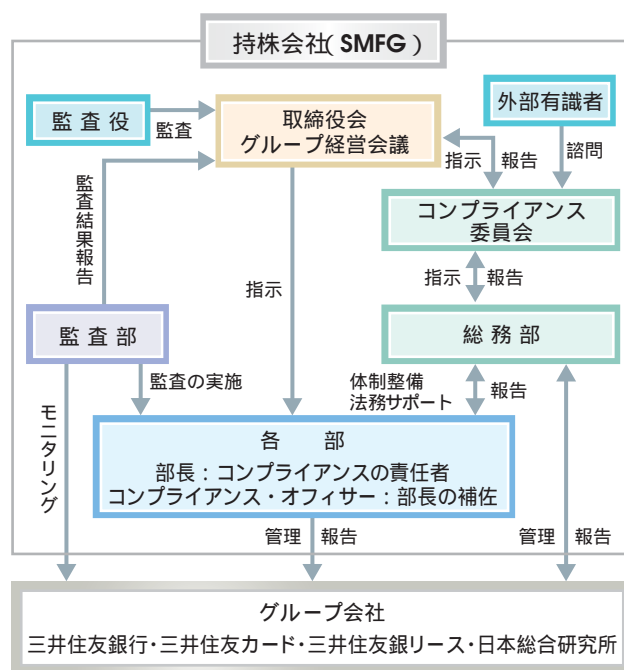 持株会社(SMFG)
監査役
監査
取締役会
グループ経営会議
外部有識者
諮問
指示 報告
コンプライアンス
委員会
監査結果報告
指示
指示 報告
監査部
総務部
監査の実施
体制整備
法務サポート
報告
モニタリング
各 部
部長：コンプライアンスの責任者
コンプライアンス・オフィサー：部長の補佐
管理 報告
管理 報告
グループ会社
三井住友銀行・三井住友カード・三井住友銀リース・日本総合研究所